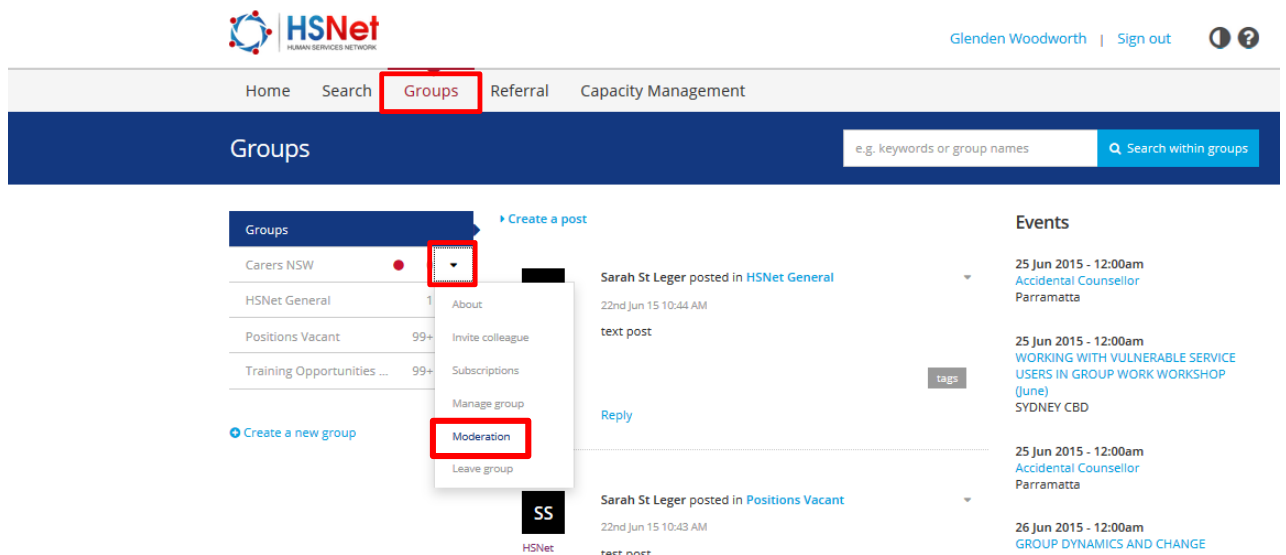 HSNet
HUMAN SERVICES NETWORK
Glenden Woodworth | Sign out
Home Search Groups Referral Capacity Management
Groups
e.g. keywords or group names
Search within groups
Groups
Carers NSW
HSNet General 1
Positions Vacant 99+
Training Opportunities ... 99+
Create a new group
About
Invite colleague
Subscriptions
Manage group
Moderation
Leave group
Create a post
Sarah St Leger posted in HSNet General
22nd Jun 15 10:44 AM
text post
tags
Reply
SS
HSNet
Sarah St Leger posted in Positions Vacant
22nd Jun 15 10:43 AM
test post
Events
25 Jun 2015 - 12:00am
Accidental Counsellor
Parramatta
25 Jun 2015 - 12:00am
WORKING WITH VULNERABLE SERVICE
USERS IN GROUP WORK WORKSHOP
(June)
SYDNEY CBD
25 Jun 2015 - 12:00am
Accidental Counsellor
Parramatta
26 Jun 2015 - 12:00am
GROUP DYNAMICS AND CHANGE